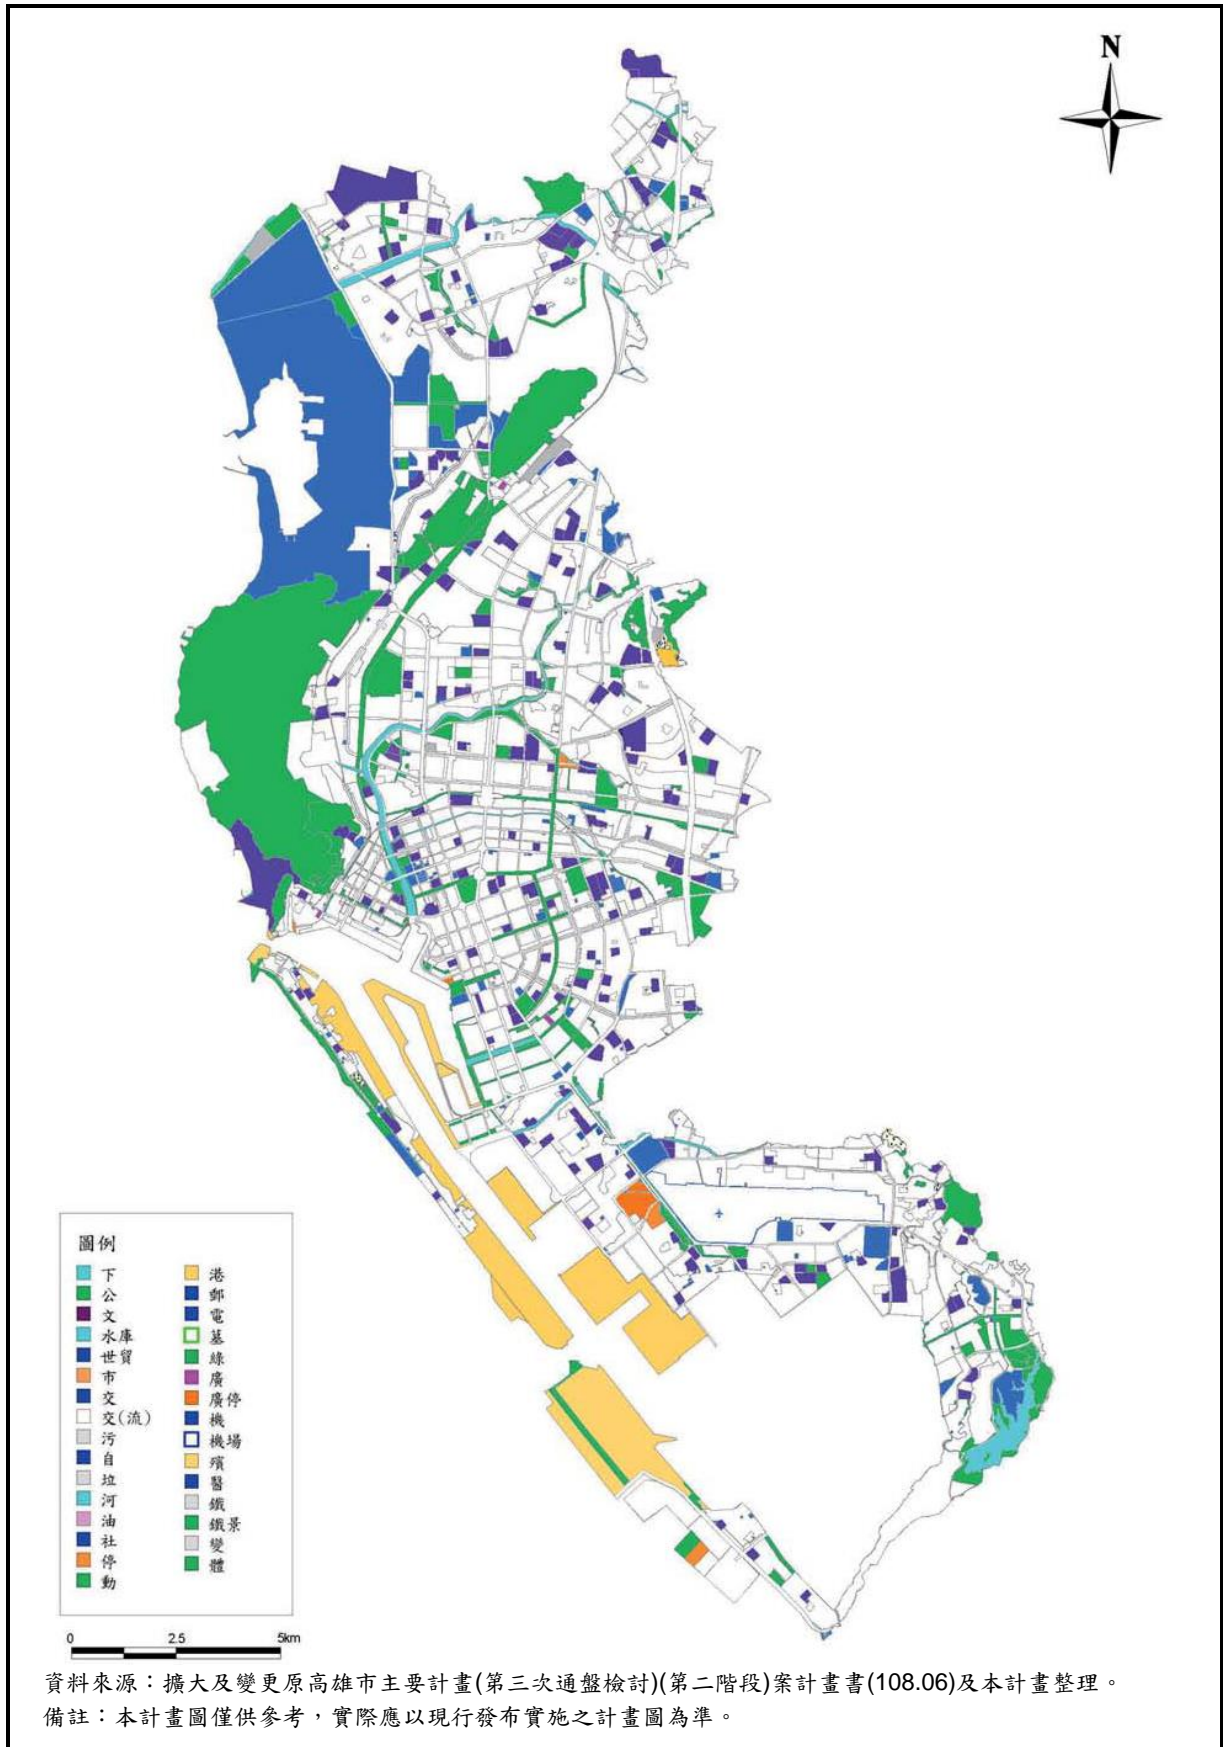 N
圖例
下
公
文
水庫
世貿
市
交
交(流)
污
自
垃
河
油
社
停
動
港
郵
電
墓
綠
廣
廣停
機
機場
殯
醫
鐵
鐵景
變
體
0 2.5 5km
資料來源：擴大及變更原高雄市主要計畫(第三次通盤檢討)(第二階段)案計畫書(108.06)及本計畫整理。
備註：本計畫圖僅供參考，實際應以現行發布實施之計畫圖為準。